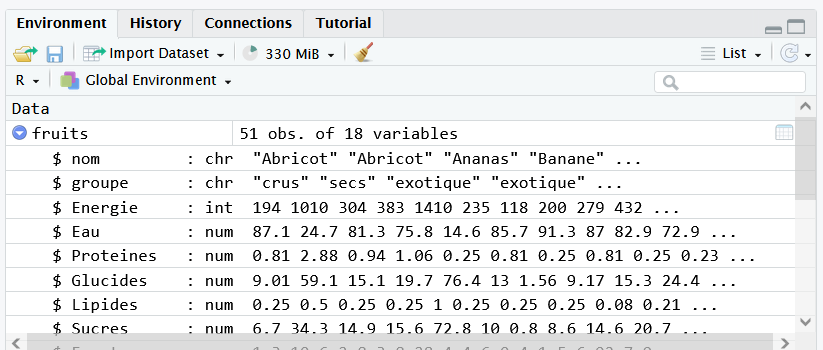 Environment History Connections Tutorial
Import Dataset 330 MiB List
R Global Environment
Data
fruits 51 obs. of 18 variables
$ nom : chr "Abricot" "Abricot" "Ananas" "Banane" ...
$ groupe : chr "crus" "secs" "exotique" "exotique" ...
$ Energie : int 194 1010 304 383 1410 235 118 200 279 432 ...
$ Eau : num 87.1 24.7 81.3 75.8 14.6 85.7 91.3 87 82.9 72.9 ...
$ Proteines : num 0.81 2.88 0.94 1.06 0.25 0.81 0.25 0.81 0.25 0.23 ...
$ Glucides : num 9.01 59.1 15.1 19.7 76.4 13 1.56 9.17 15.3 24.4 ...
$ Lipides : num 0.25 0.5 0.25 0.25 1 0.25 0.25 0.25 0.08 0.21 ...
$ Sucres : num 6.7 34.3 14.9 15.6 72.8 10 0.8 8.6 14.6 20.7 ...